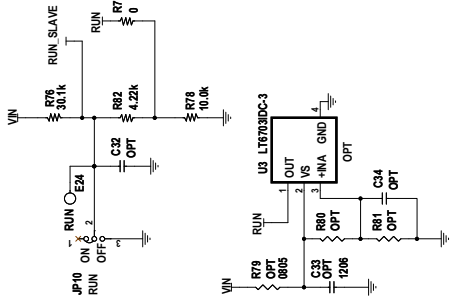 VIN
R76
30.1k
RUN_SLAVE
RUN
R7
0
R82
4.22k
R78
10.0k
C32
OPT
E24
RUN
1
ON
2
OFF
3
JP10
RUN
VIN
R79
OPT
0805
C33
OPT
1206
RUN
U3
LT6703IDC-3
1
OUT
2
VS
3
+INA
GND
4
OPT
R80
OPT
R81
OPT
C34
OPT